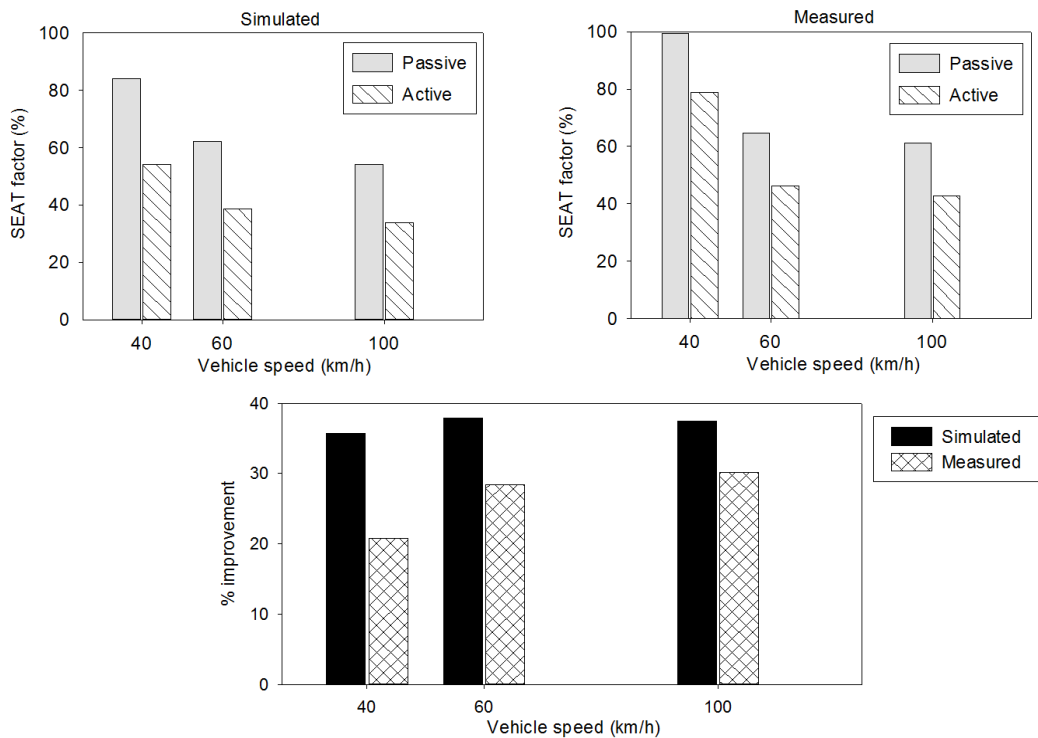 Simulated
SEAT factor (%)
100
80
60
40
20
0
Passive
Active
40 60 100
Vehicle speed (km/h)
Measured
SEAT factor (%)
100
80
60
40
20
0
Passive
Active
40 60 100
Vehicle speed (km/h)
% improvement
40
30
20
10
0
Simulated
Measured
40 60 100
Vehicle speed (km/h)